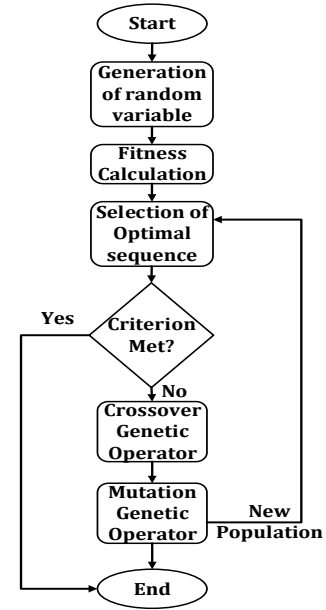 Start
Generation
of random
variable
Fitness
Calculation
Selection of
Optimal
sequence
Yes
Criterion
Met?
No
Crossover
Genetic
Operator
Mutation
Genetic
Operator
New
Population
End